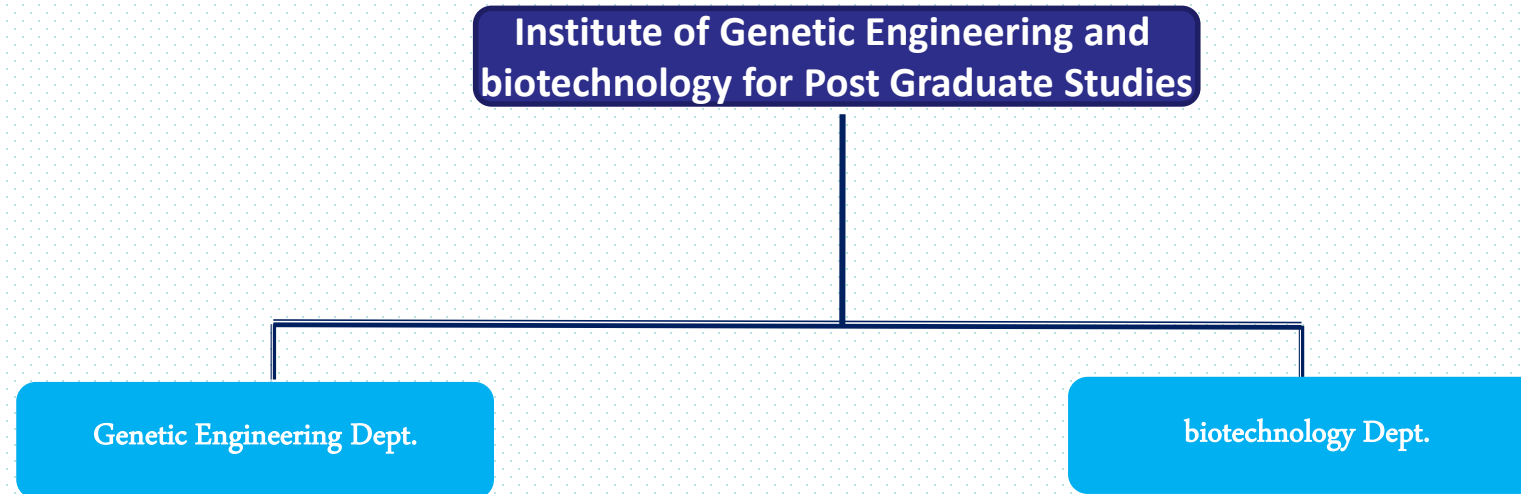 Institute of Genetic Engineering and
biotechnology for Post Graduate Studies
Genetic Engineering Dept.
biotechnology Dept.